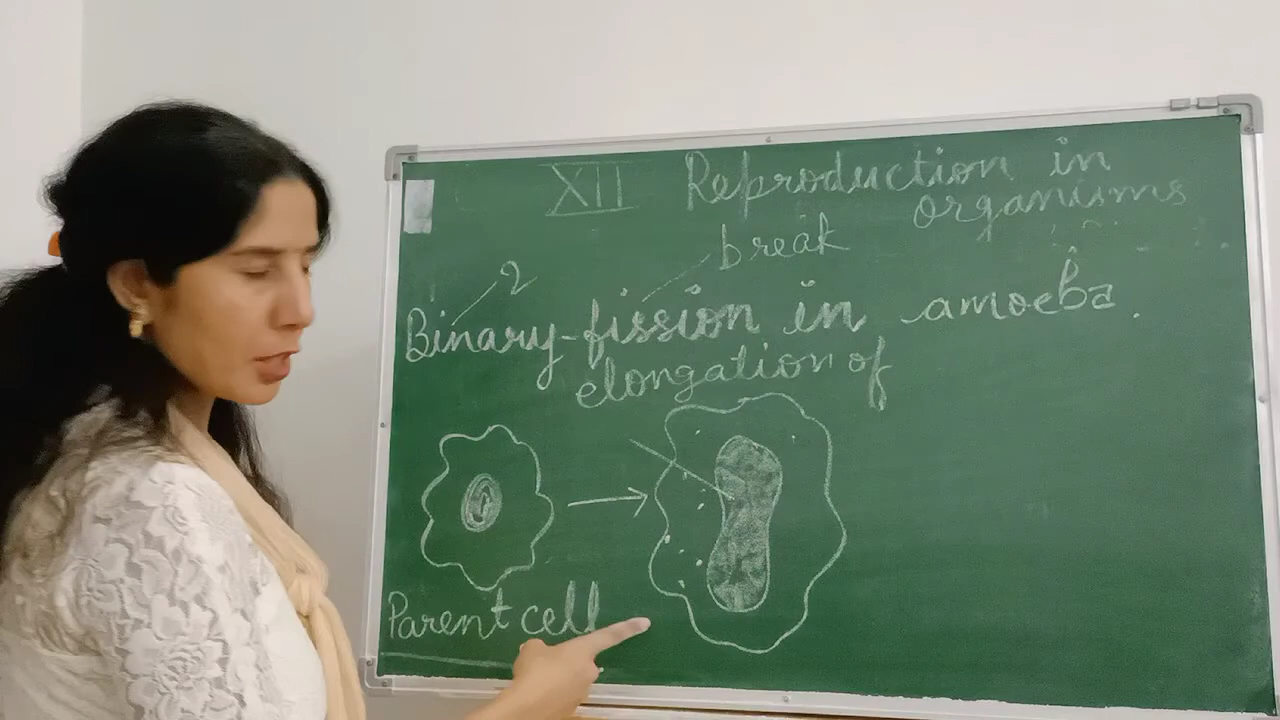 XII Reproduction in
organisms
break
2
Binary-fission in amoeba.
elongation of
Parent cell